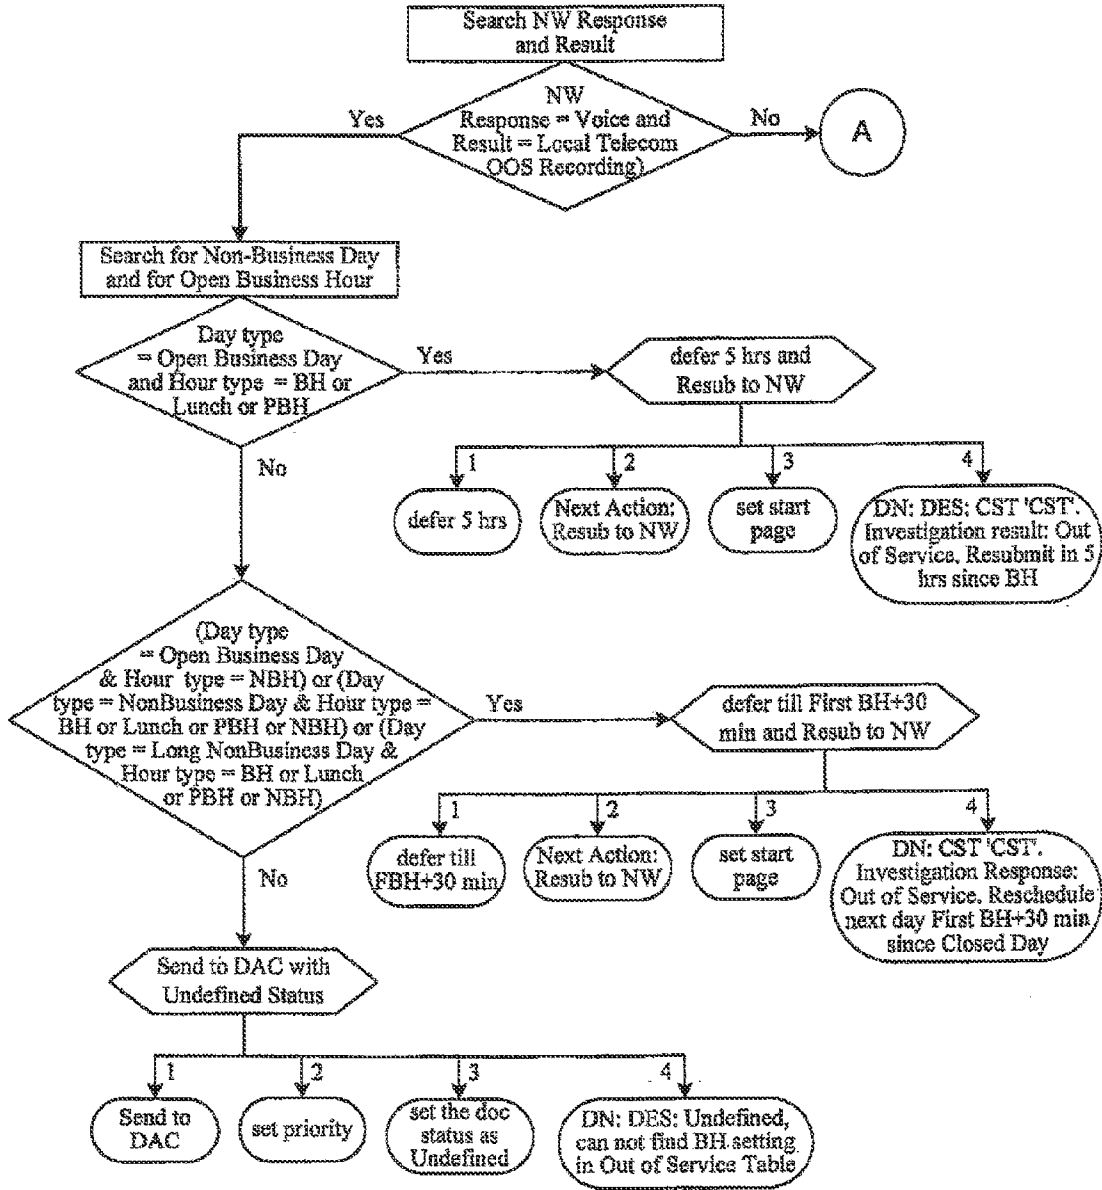 Search NW Response
and Result
NW
Response = Voice and
Result = Local Telecom
OOS Recording)
Yes
No
A
Search for Non-Business Day
and for Open Business Hour
Day type
= Open Business Day
and Hour type = BH or
Lunch or PBH
Yes
defer 5 hrs and
Resub to NW
No
1
2
3
4
defer 5 hrs
Next Action:
Resub to NW
set start
page
DN: DES: CST 'CST'.
Investigation result: Out
of Service, Resubmit in 5
hrs since BH
(Day type
= Open Business Day
& Hour type = NBH) or (Day
type = NonBusiness Day & Hour type =
BH or Lunch or PBH or NBH) or (Day
type = Long NonBusiness Day &
Hour type = BH or Lunch
or PBH or NBH)
Yes
defer till First BH+30
min and Resub to NW
No
1
2
3
4
defer till
FBH+30 min
Next Action:
Resub to NW
set start
page
DN: CST 'CST'.
Investigation Response:
Out of Service, Reschedule
next day First BH+30 min
since Closed Day
Send to DAC with
Undefined Status
1
2
3
4
Send to
DAC
set priority
set the doc
status as
Undefined
DN: DES: Undefined,
can not find BH setting
in Out of Service Table